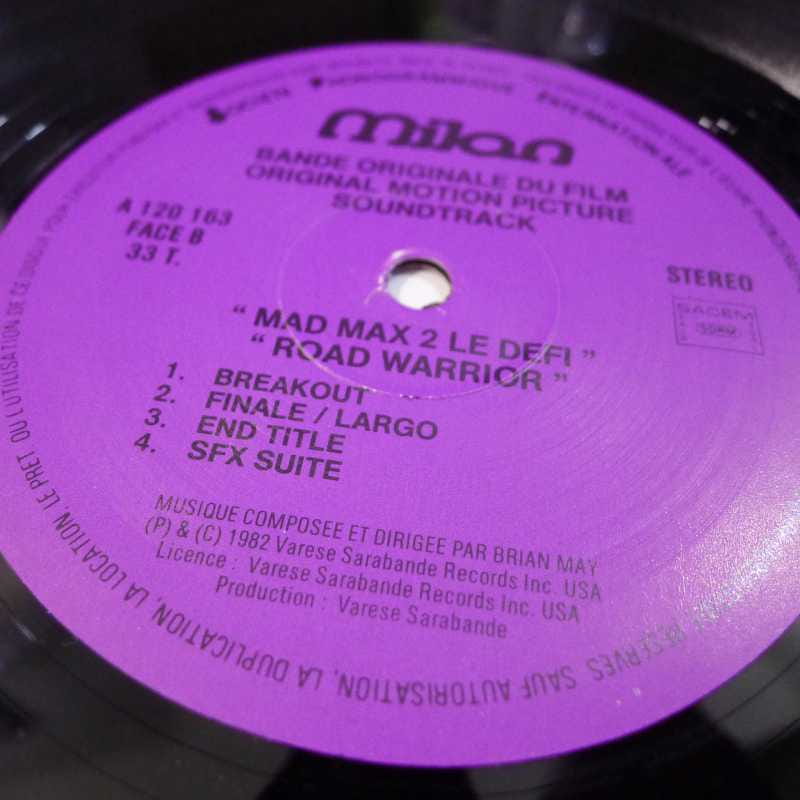 milan
BANDE ORIGINALE DU FILM
ORIGINAL MOTION PICTURE
SOUNDTRACK
A 120 163
FACE B
33 T.
STEREO
SACEM
" MAD MAX 2 LE DEFI "
" ROAD WARRIOR "
1. BREAKOUT
2. FINALE / LARGO
3. END TITLE
4. SFX SUITE
MUSIQUE COMPOSEE ET DIRIGEE PAR BRIAN MAY
(P) & (C) 1982 Varese Sarabande Records Inc. USA
Licence : Varese Sarabande Records Inc. USA
Production : Varese Sarabande
RESERVES SAUF AUTORISATION, LA DUPLICATION, LA LOCATION, LE PRET OU L'UTILISATION DE CE DISQUE POUR